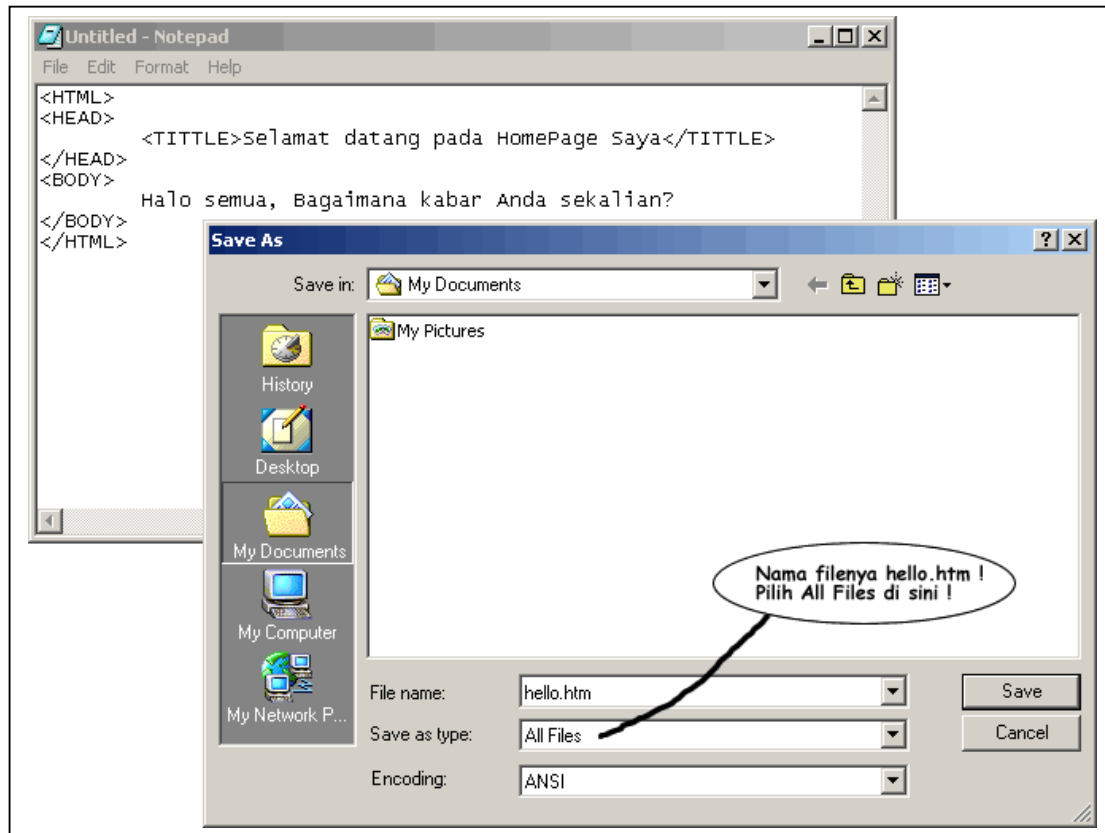 Untitled - Notepad
File Edit Format Help
<HTML>
<HEAD>
<TITTLE>Selamat datang pada HomePage Saya</TITTLE>
</HEAD>
<BODY>
Halo semua, Bagaimana kabar Anda sekalian?
</BODY>
</HTML>
Save As
Save in: My Documents
My Pictures
History
Desktop
My Documents
My Computer
My Network P...
Nama filenya hello.htm !
Pilih All Files di sini !
File name: hello.htm Save
Save as type: All Files Cancel
Encoding: ANSI